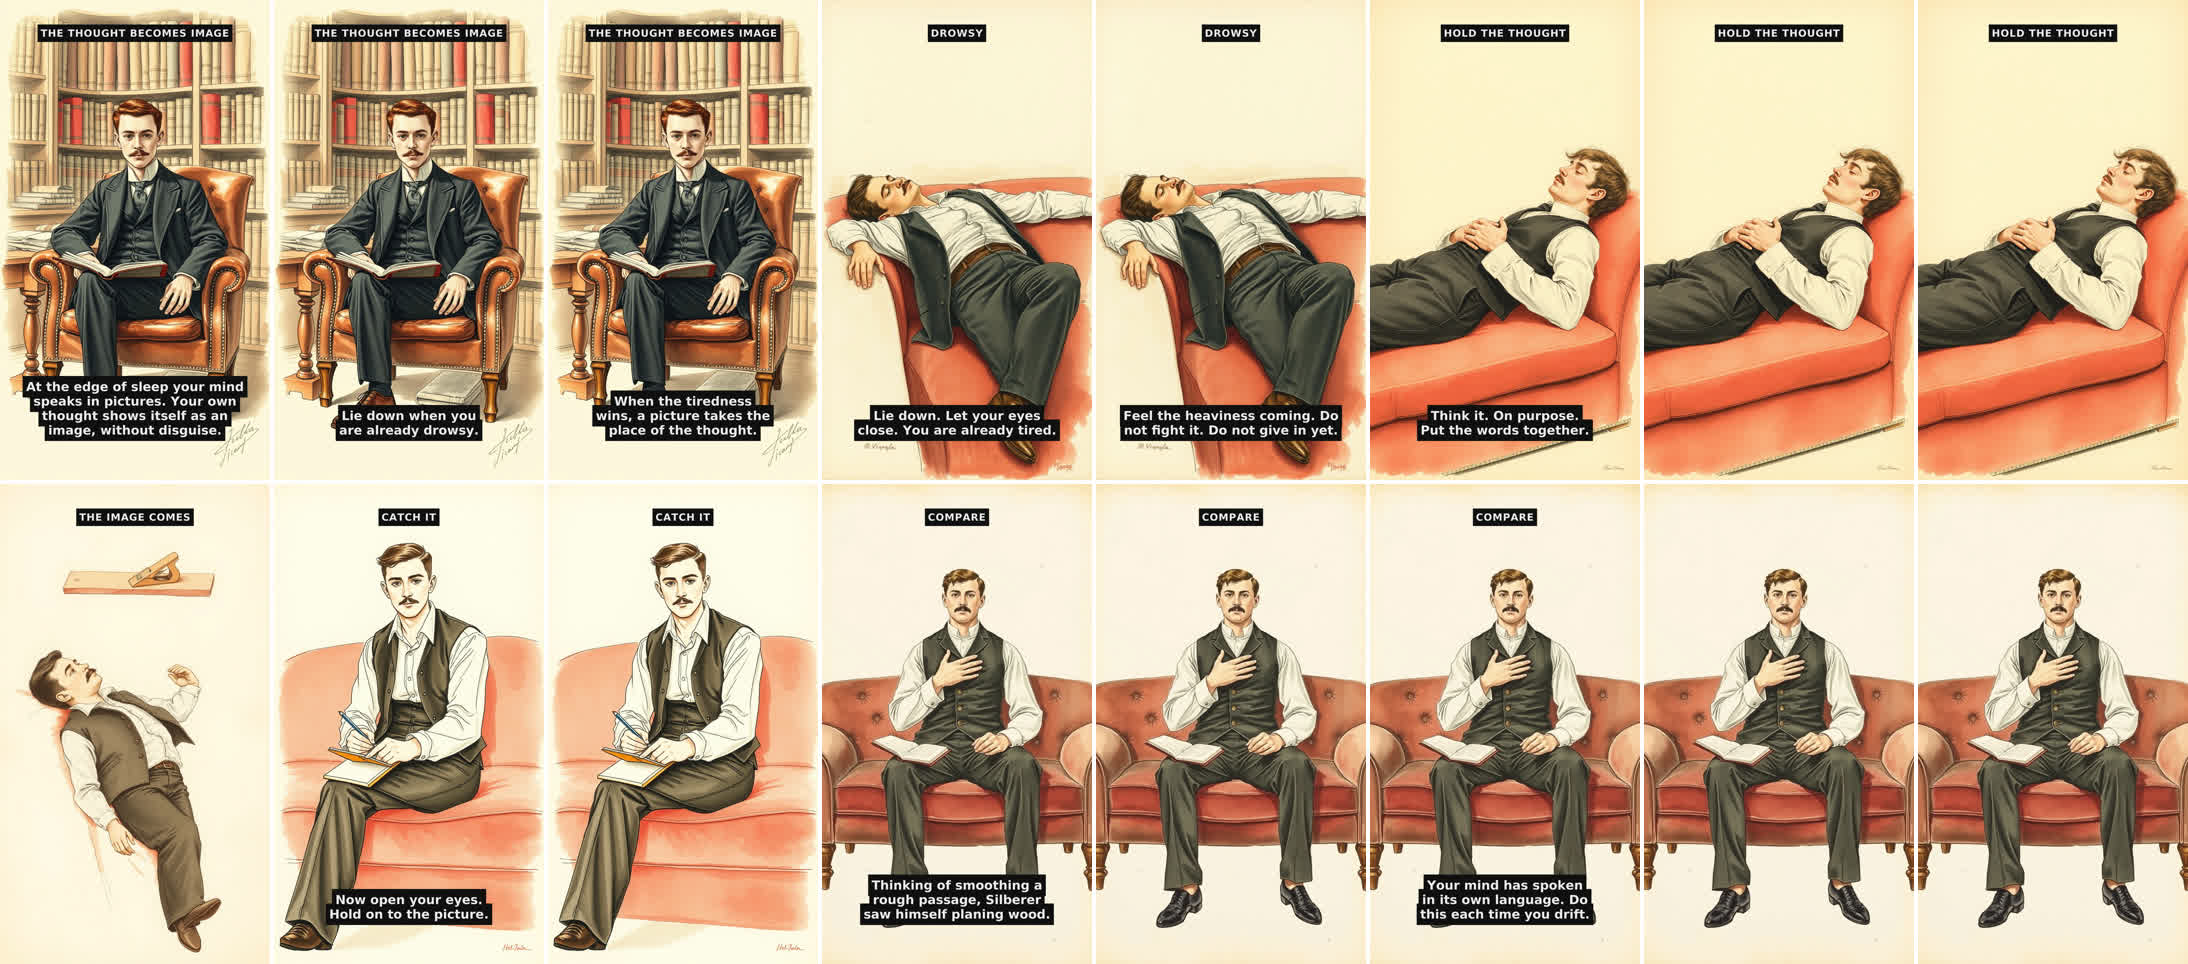 THE THOUGHT BECOMES IMAGE
At the edge of sleep your mind
speaks in pictures. Your own
thought shows itself as an
image, without disguise.
THE THOUGHT BECOMES IMAGE
Lie down when you
are already drowsy.
THE THOUGHT BECOMES IMAGE
When the tiredness
wins, a picture takes the
place of the thought.
DROWSY
Lie down. Let your eyes
close. You are already tired.
DROWSY
Feel the heaviness coming. Do
not fight it. Do not give in yet.
HOLD THE THOUGHT
Think it. On purpose.
Put the words together.
HOLD THE THOUGHT
HOLD THE THOUGHT
THE IMAGE COMES
CATCH IT
Now open your eyes.
Hold on to the picture.
CATCH IT
COMPARE
Thinking of smoothing a
rough passage, Silberer
saw himself planing wood.
COMPARE
COMPARE
Your mind has spoken
in its own language. Do
this each time you drift.